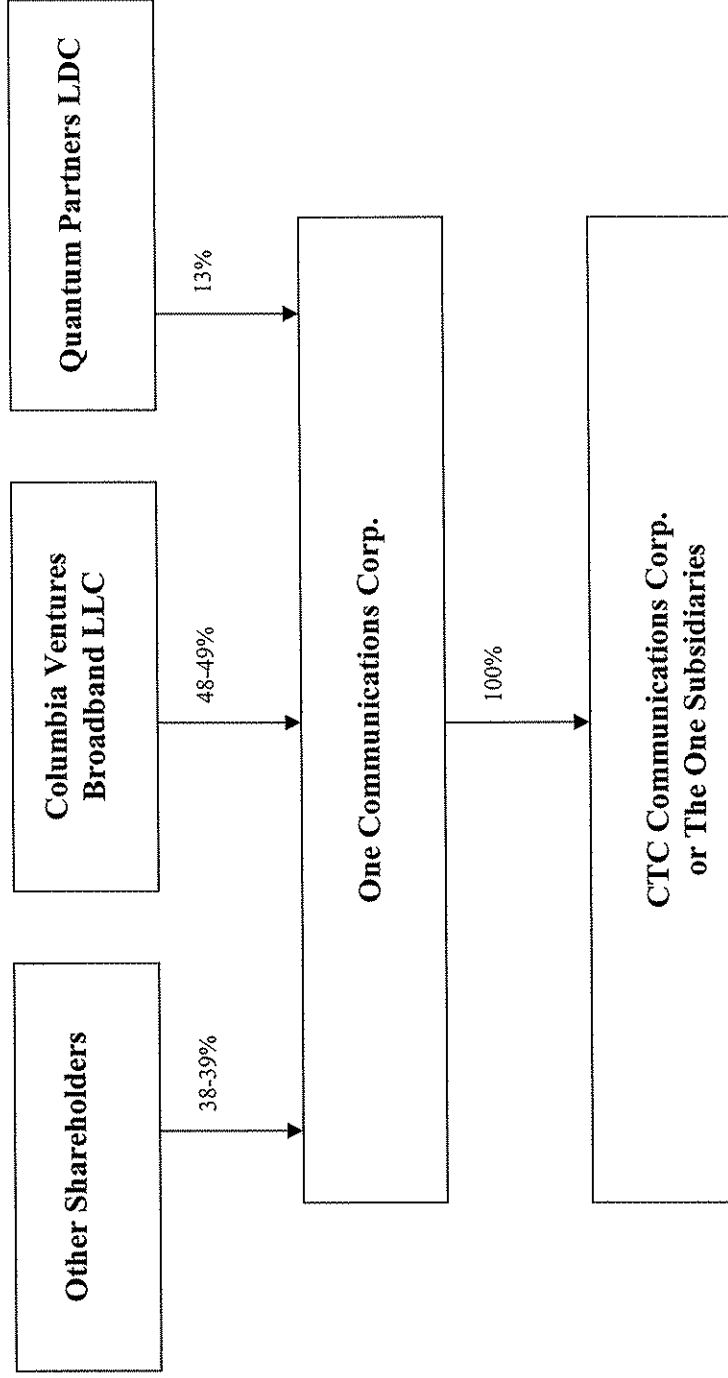 Other Shareholders
Columbia Ventures
Broadband LLC
Quantum Partners LDC
38-39%
48-49%
13%
One Communications Corp.
100%
CTC Communications Corp.
or The One Subsidiaries